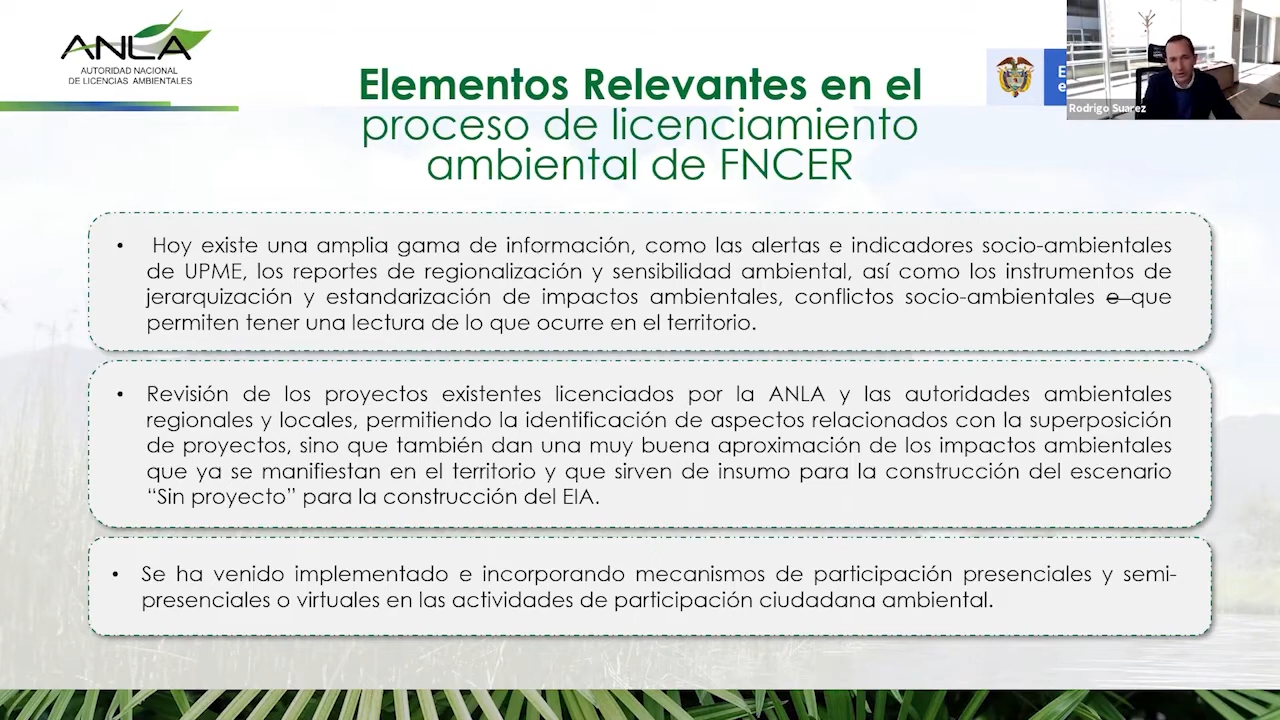 ANLA
AUTORIDAD NACIONAL
DE LICENCIAS AMBIENTALES
Elementos Relevantes en el
proceso de licenciamiento
ambiental de FNCER
Rodrigo Suarez
• Hoy existe una amplia gama de información, como las alertas e indicadores socio-ambientales
de UPME, los reportes de regionalización y sensibilidad ambiental, así como los instrumentos de
jerarquización y estandarización de impactos ambientales, conflictos socio-ambientales e que
permiten tener una lectura de lo que ocurre en el territorio.
• Revisión de los proyectos existentes licenciados por la ANLA y las autoridades ambientales
regionales y locales, permitiendo la identificación de aspectos relacionados con la superposición
de proyectos, sino que también dan una muy buena aproximación de los impactos ambientales
que ya se manifiestan en el territorio y que sirven de insumo para la construcción del escenario
“Sin proyecto” para la construcción del EIA.
• Se ha venido implementado e incorporando mecanismos de participación presenciales y semi-
presenciales o virtuales en las actividades de participación ciudadana ambiental.